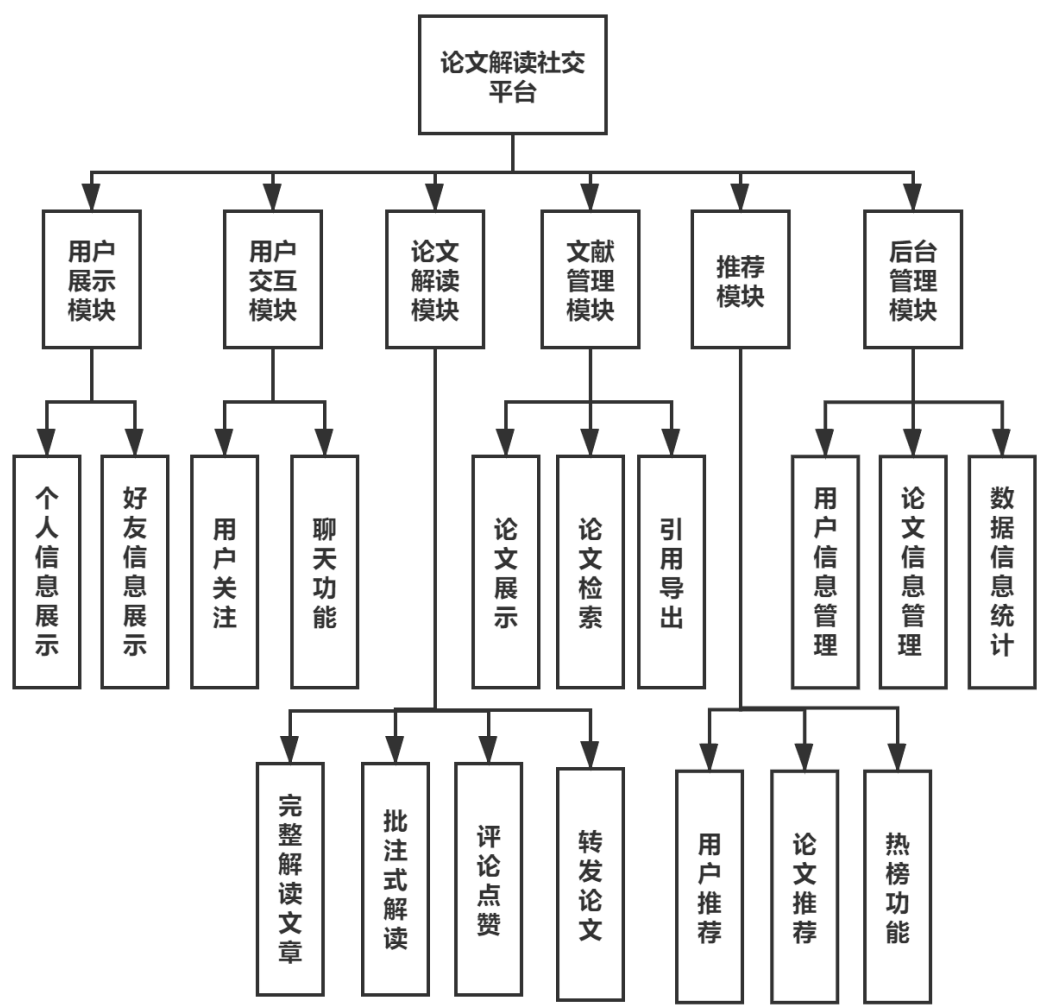 论文解读社交
平台
用户
展示
模块
用户
交互
模块
论文
解读
模块
文献
管理
模块
推荐
模块
后台
管理
模块
个人信息展示
好友信息展示
用户关注
聊天功能
论文展示
论文检索
引用导出
用户信息管理
论文信息管理
数据信息统计
完整解读文章
批注式解读
评论点赞
转发论文
用户推荐
论文推荐
热榜功能